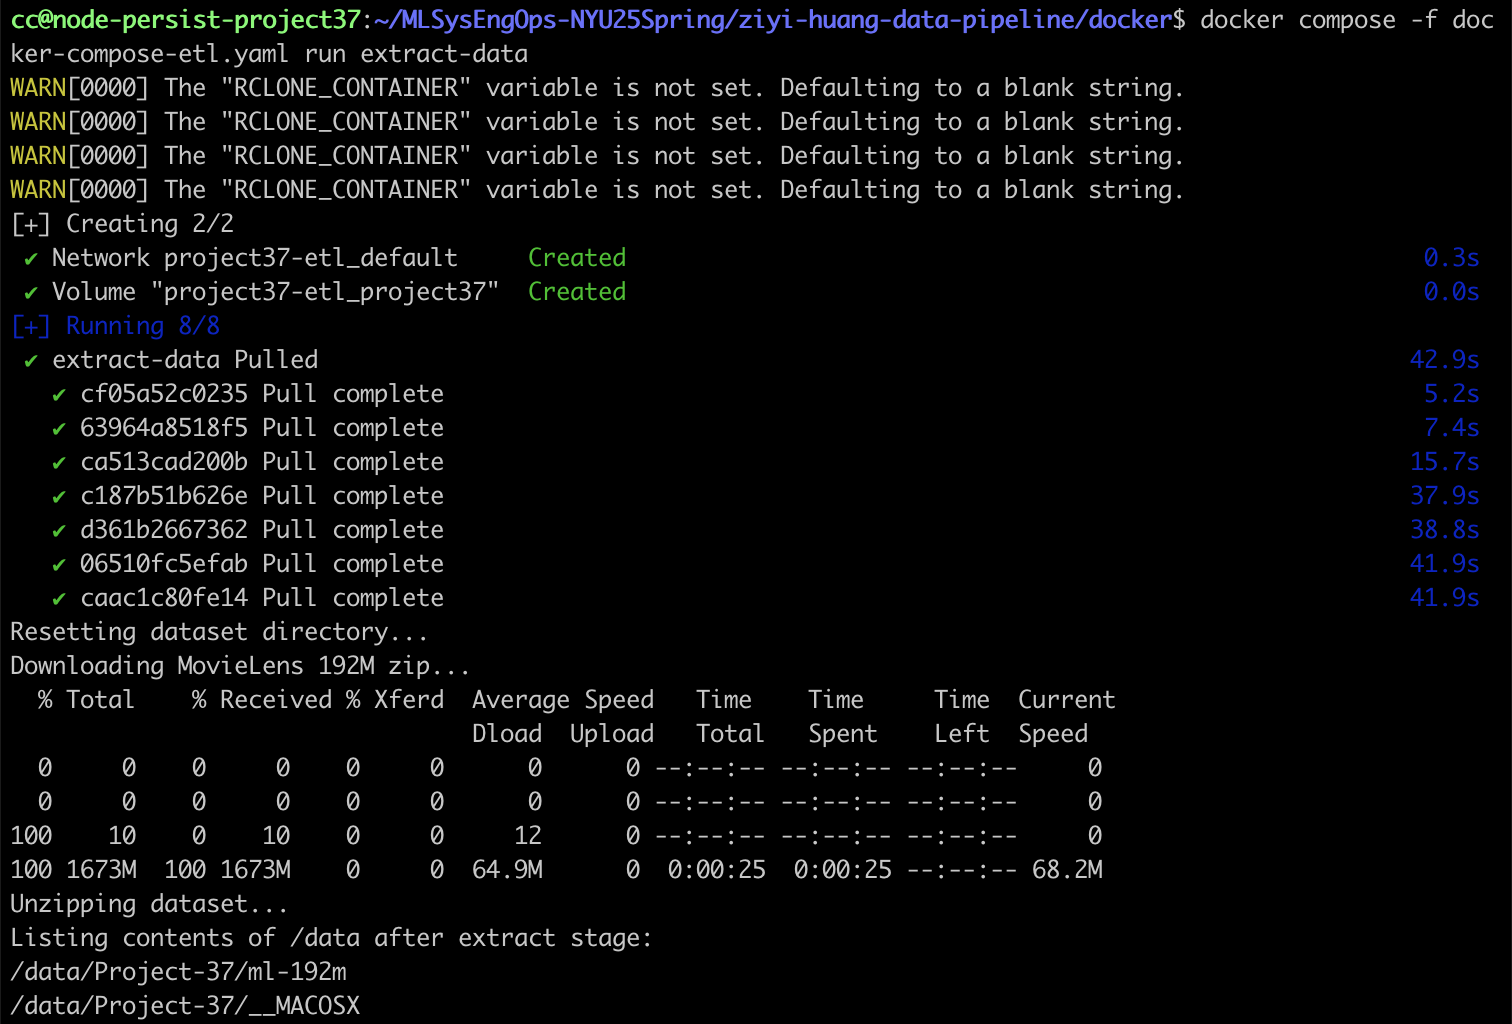 cc@node-persist-project37:~/MLSysEngOps-NYU25Spring/ziyi-huang-data-pipeline/docker$ docker compose -f doc
ker-compose-etl.yaml run extract-data
WARN[0000] The "RCLONE_CONTAINER" variable is not set. Defaulting to a blank string.
WARN[0000] The "RCLONE_CONTAINER" variable is not set. Defaulting to a blank string.
WARN[0000] The "RCLONE_CONTAINER" variable is not set. Defaulting to a blank string.
WARN[0000] The "RCLONE_CONTAINER" variable is not set. Defaulting to a blank string.
[+] Creating 2/2
 ✔ Network project37-etl_default     Created                                                         0.3s
 ✔ Volume "project37-etl_project37"  Created                                                         0.0s
[+] Running 8/8
 ✔ extract-data Pulled                                                                              42.9s
   ✔ cf05a52c0235 Pull complete                                                                      5.2s
   ✔ 63964a8518f5 Pull complete                                                                      7.4s
   ✔ ca513cad200b Pull complete                                                                     15.7s
   ✔ c187b51b626e Pull complete                                                                     37.9s
   ✔ d361b2667362 Pull complete                                                                     38.8s
   ✔ 06510fc5efab Pull complete                                                                     41.9s
   ✔ caac1c80fe14 Pull complete                                                                     41.9s
Resetting dataset directory...
Downloading MovieLens 192M zip...
  % Total    % Received % Xferd  Average Speed   Time    Time     Time  Current
                                 Dload  Upload   Total   Spent    Left  Speed
  0     0    0     0    0     0      0      0 --:--:-- --:--:-- --:--:--     0
  0     0    0     0    0     0      0      0 --:--:-- --:--:-- --:--:--     0
100    10    0    10    0     0     12      0 --:--:-- --:--:-- --:--:--     0
100 1673M  100 1673M    0     0  64.9M      0  0:00:25  0:00:25 --:--:-- 68.2M
Unzipping dataset...
Listing contents of /data after extract stage:
/data/Project-37/ml-192m
/data/Project-37/__MACOSX